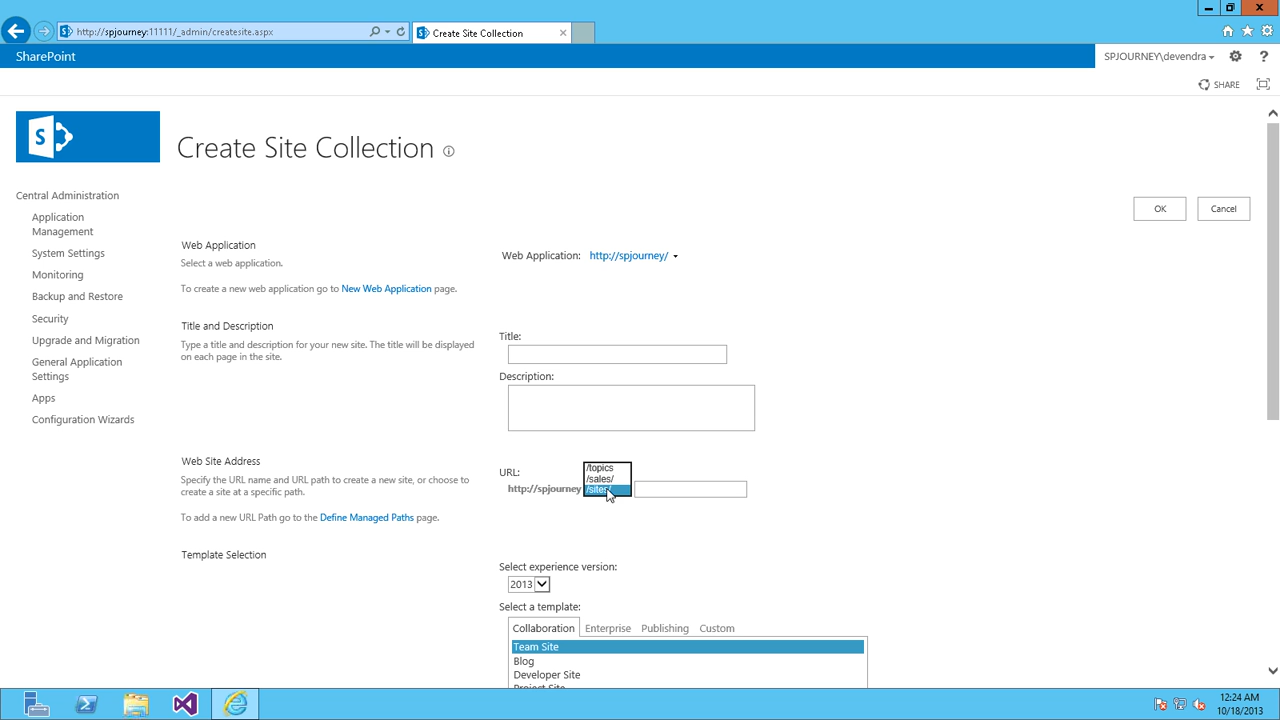 http://spjourney:11111/_admin/createsite.aspx
Create Site Collection
SharePoint
SPJOURNEY\devendra
?
SHARE
S
Create Site Collection
Central Administration
Application
Management
System Settings
Monitoring
Backup and Restore
Security
Upgrade and Migration
General Application
Settings
Apps
Configuration Wizards
OK
Cancel
Web Application
Select a web application.
To create a new web application go to New Web Application page.
Web Application: http://spjourney/
Title and Description
Type a title and description for your new site. The title will be displayed
on each page in the site.
Title:
Description:
Web Site Address
Specify the URL name and URL path to create a new site, or choose to
create a site at a specific path.
To add a new URL Path go to the Define Managed Paths page.
URL:
http://spjourney
/topics
/sales/
/sites/
Template Selection
Select experience version:
2013
Select a template:
Collaboration
Enterprise
Publishing
Custom
Team Site
Blog
Developer Site
Project Site
12:24 AM
10/18/2013